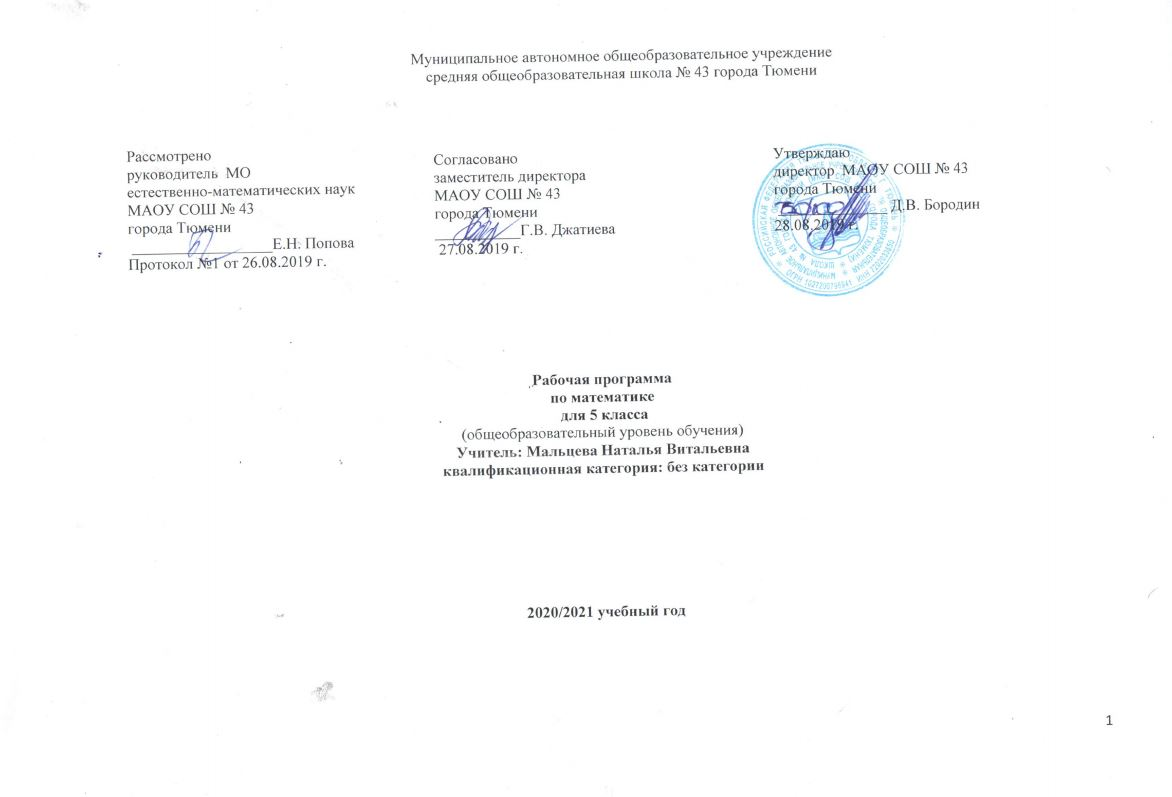 Муниципальное автономное общеобразовательное учреждение
средняя общеобразовательная школа № 43 города Тюмени
Рассмотрено
руководитель МО
естественно-математических наук
МАОУ СОШ № 43
города Тюмени
Е.Н. Попова
Протокол №1 от 26.08.2019 г.
Согласовано
заместитель директора
МАОУ СОШ № 43
города Тюмени
Г.В. Джатиева
27.08.2019 г.
Утверждаю
директор МАОУ СОШ № 43
города Тюмени
Д.В. Бородин
28.08.2019 г.
Рабочая программа
по математике
для 5 класса
(общеобразовательный уровень обучения)
Учитель: Мальцева Наталья Витальевна
квалификационная категория: без категории
2020/2021 учебный год
1